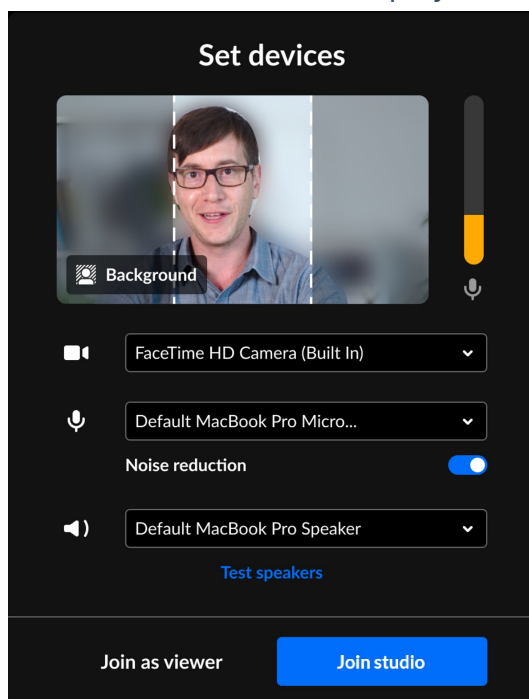 Set devices
Background
FaceTime HD Camera (Built In)
Default MacBook Pro Micro...
Noise reduction
Default MacBook Pro Speaker
Test speakers
Join as viewer
Join studio